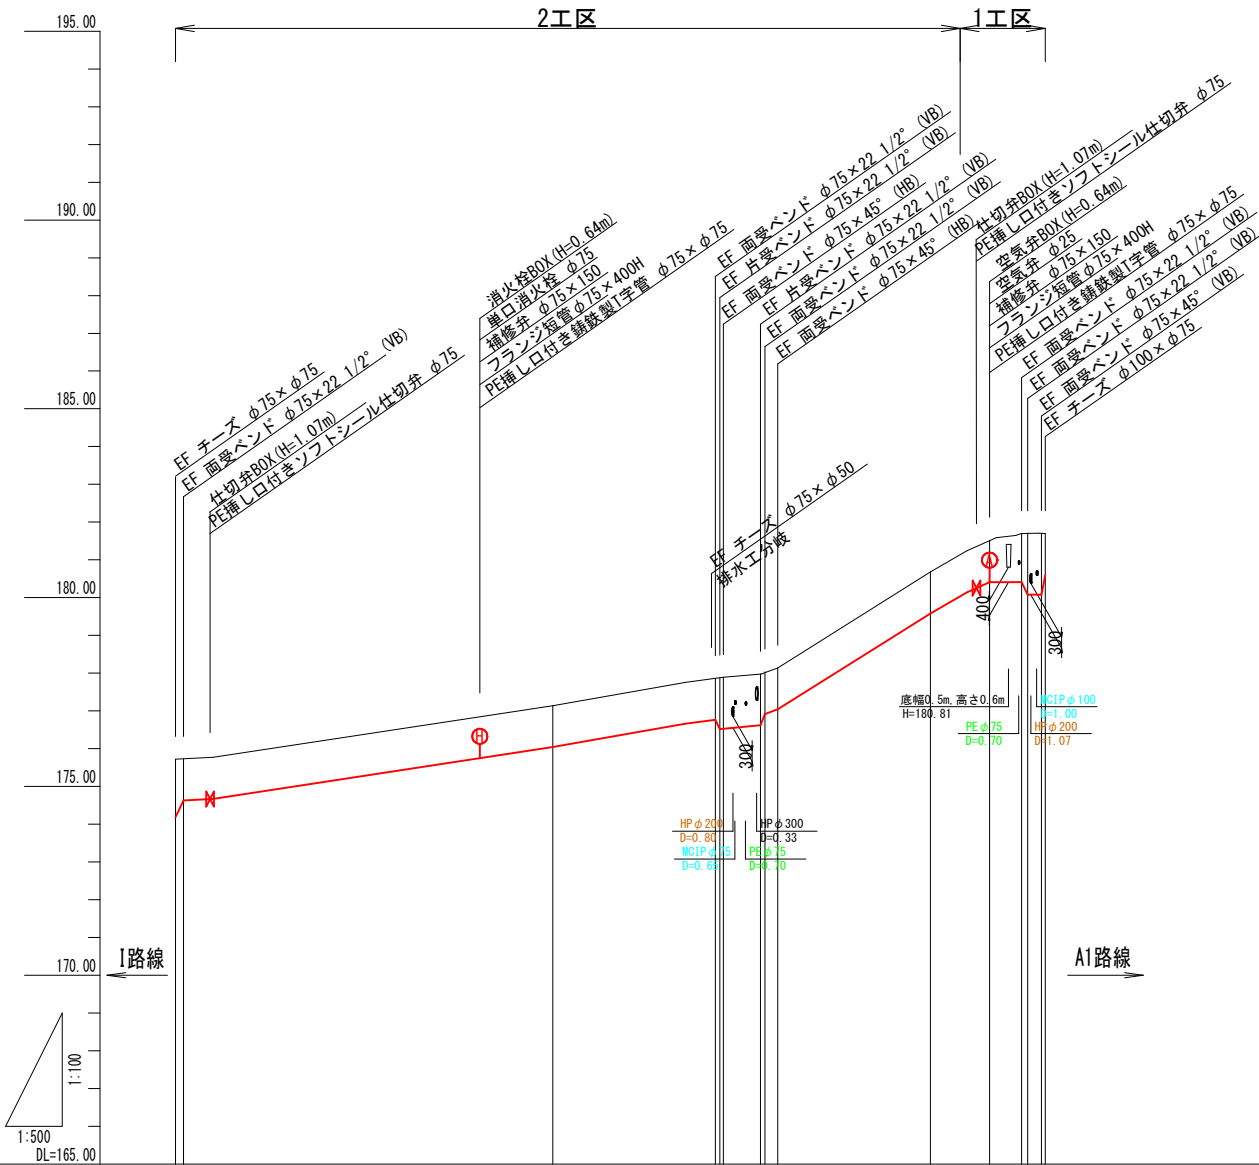 195.00
190.00
185.00
180.00
175.00
170.00
DL=165.00
2工区
1工区
EF チーズ φ75×φ75
EF 両受ベンド φ75×22 1/2° (VB)
仕切弁BOX(H=1.07m)
PE挿し口付きソフトシール仕切弁 φ75
消火栓BOX(H=0.64m)
単口消火栓 φ75
補修弁 φ75×150
フランジ短管φ75×400H
PE挿し口付き鋳鉄製T字管 φ75×φ75
EF チーズ φ75×φ50
排水工分岐
EF 両受ベンド φ75×22 1/2° (VB)
EF 片受ベンド φ75×22 1/2° (VB)
EF 両受ベンド φ75×45° (HB)
EF 片受ベンド φ75×22 1/2° (VB)
EF 両受ベンド φ75×22 1/2° (VB)
EF 両受ベンド φ75×45° (HB)
仕切弁BOX(H=1.07m)
PE挿し口付きソフトシール仕切弁 φ75
空気弁BOX(H=0.64m)
空気弁 φ25
補修弁 φ75×150
フランジ短管φ75×400H
PE挿し口付き鋳鉄製T字管 φ75×φ75
EF 両受ベンド φ75×22 1/2° (VB)
EF 両受ベンド φ75×22 1/2° (VB)
EF 両受ベンド φ75×45° (VB)
EF チーズ φ100×φ75
H
A
400
300
300
底幅0.5m,高さ0.6m
H=180.81
PEφ75
D=0.70
MCIPφ100
D=1.00
HPφ200
D=1.07
HPφ200
D=0.80
MCIPφ75
D=0.65
HPφ300
D=0.33
PEφ75
D=0.70
I路線
A1路線
1:100
1:500